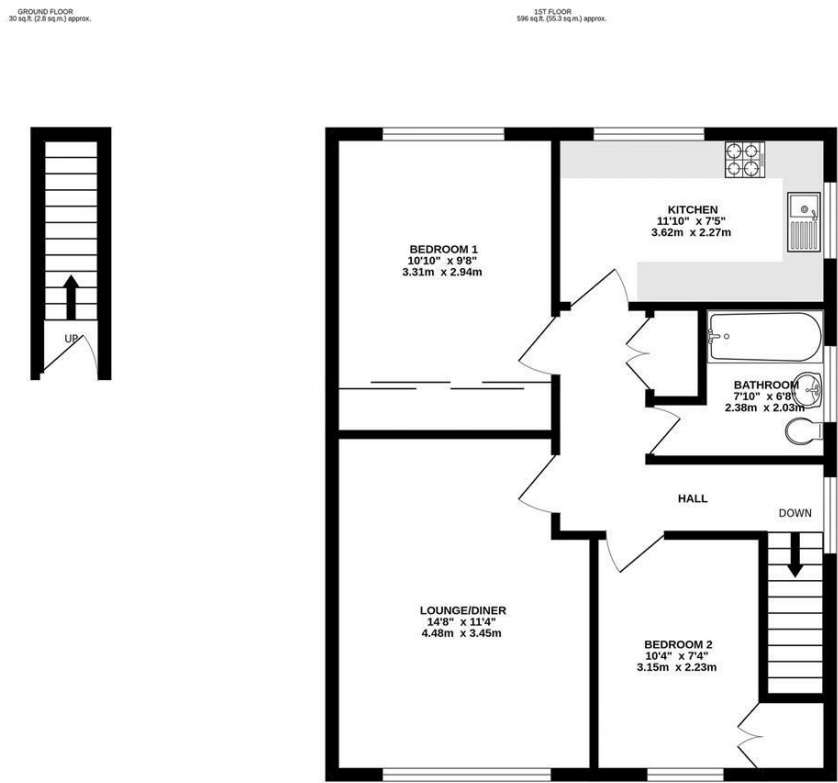 GROUND FLOOR
30 sq.ft. (2.8 sq.m.) approx.
1ST FLOOR
596 sq.ft. (55.3 sq.m.) approx.
UP
BEDROOM 1
10'10" x 9'8"
3.31m x 2.94m
KITCHEN
11'10" x 7'5"
3.62m x 2.27m
BATHROOM
7'10" x 6'8"
2.38m x 2.03m
HALL
DOWN
LOUNGE/DINER
14'8" x 11'4"
4.48m x 3.45m
BEDROOM 2
10'4" x 7'4"
3.15m x 2.23m